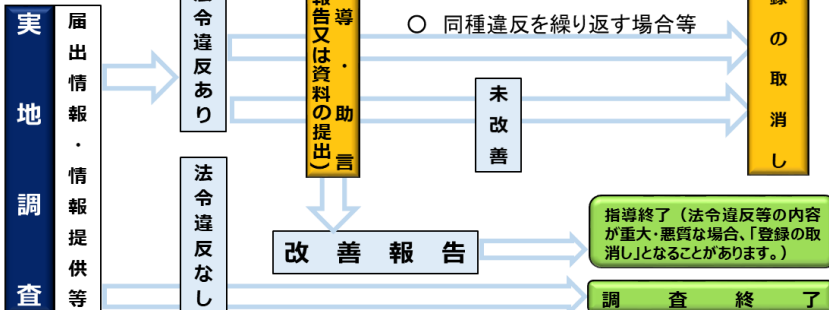 実地調査
届出情報・情報提供等
法令違反あり
導・助言
報告又は資料の提出）
○ 同種違反を繰り返す場合等
未改善
録の取消し
法令違反なし
改善報告
指導終了（法令違反等の内容
が重大・悪質な場合、「登録の取
消し」となることがあります。）
調査終了